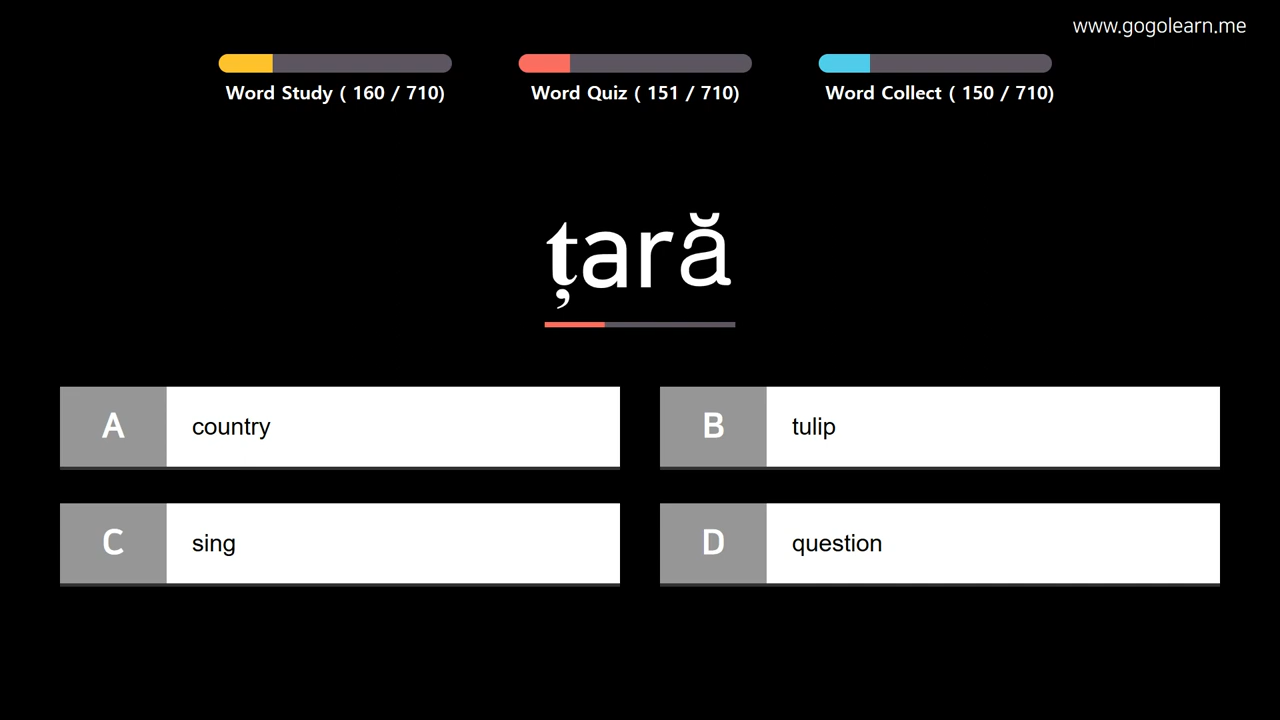 www.gogolearn.me
Word Study ( 160 / 710)
Word Quiz ( 151 / 710)
Word Collect ( 150 / 710)
țară
A country
B tulip
C sing
D question